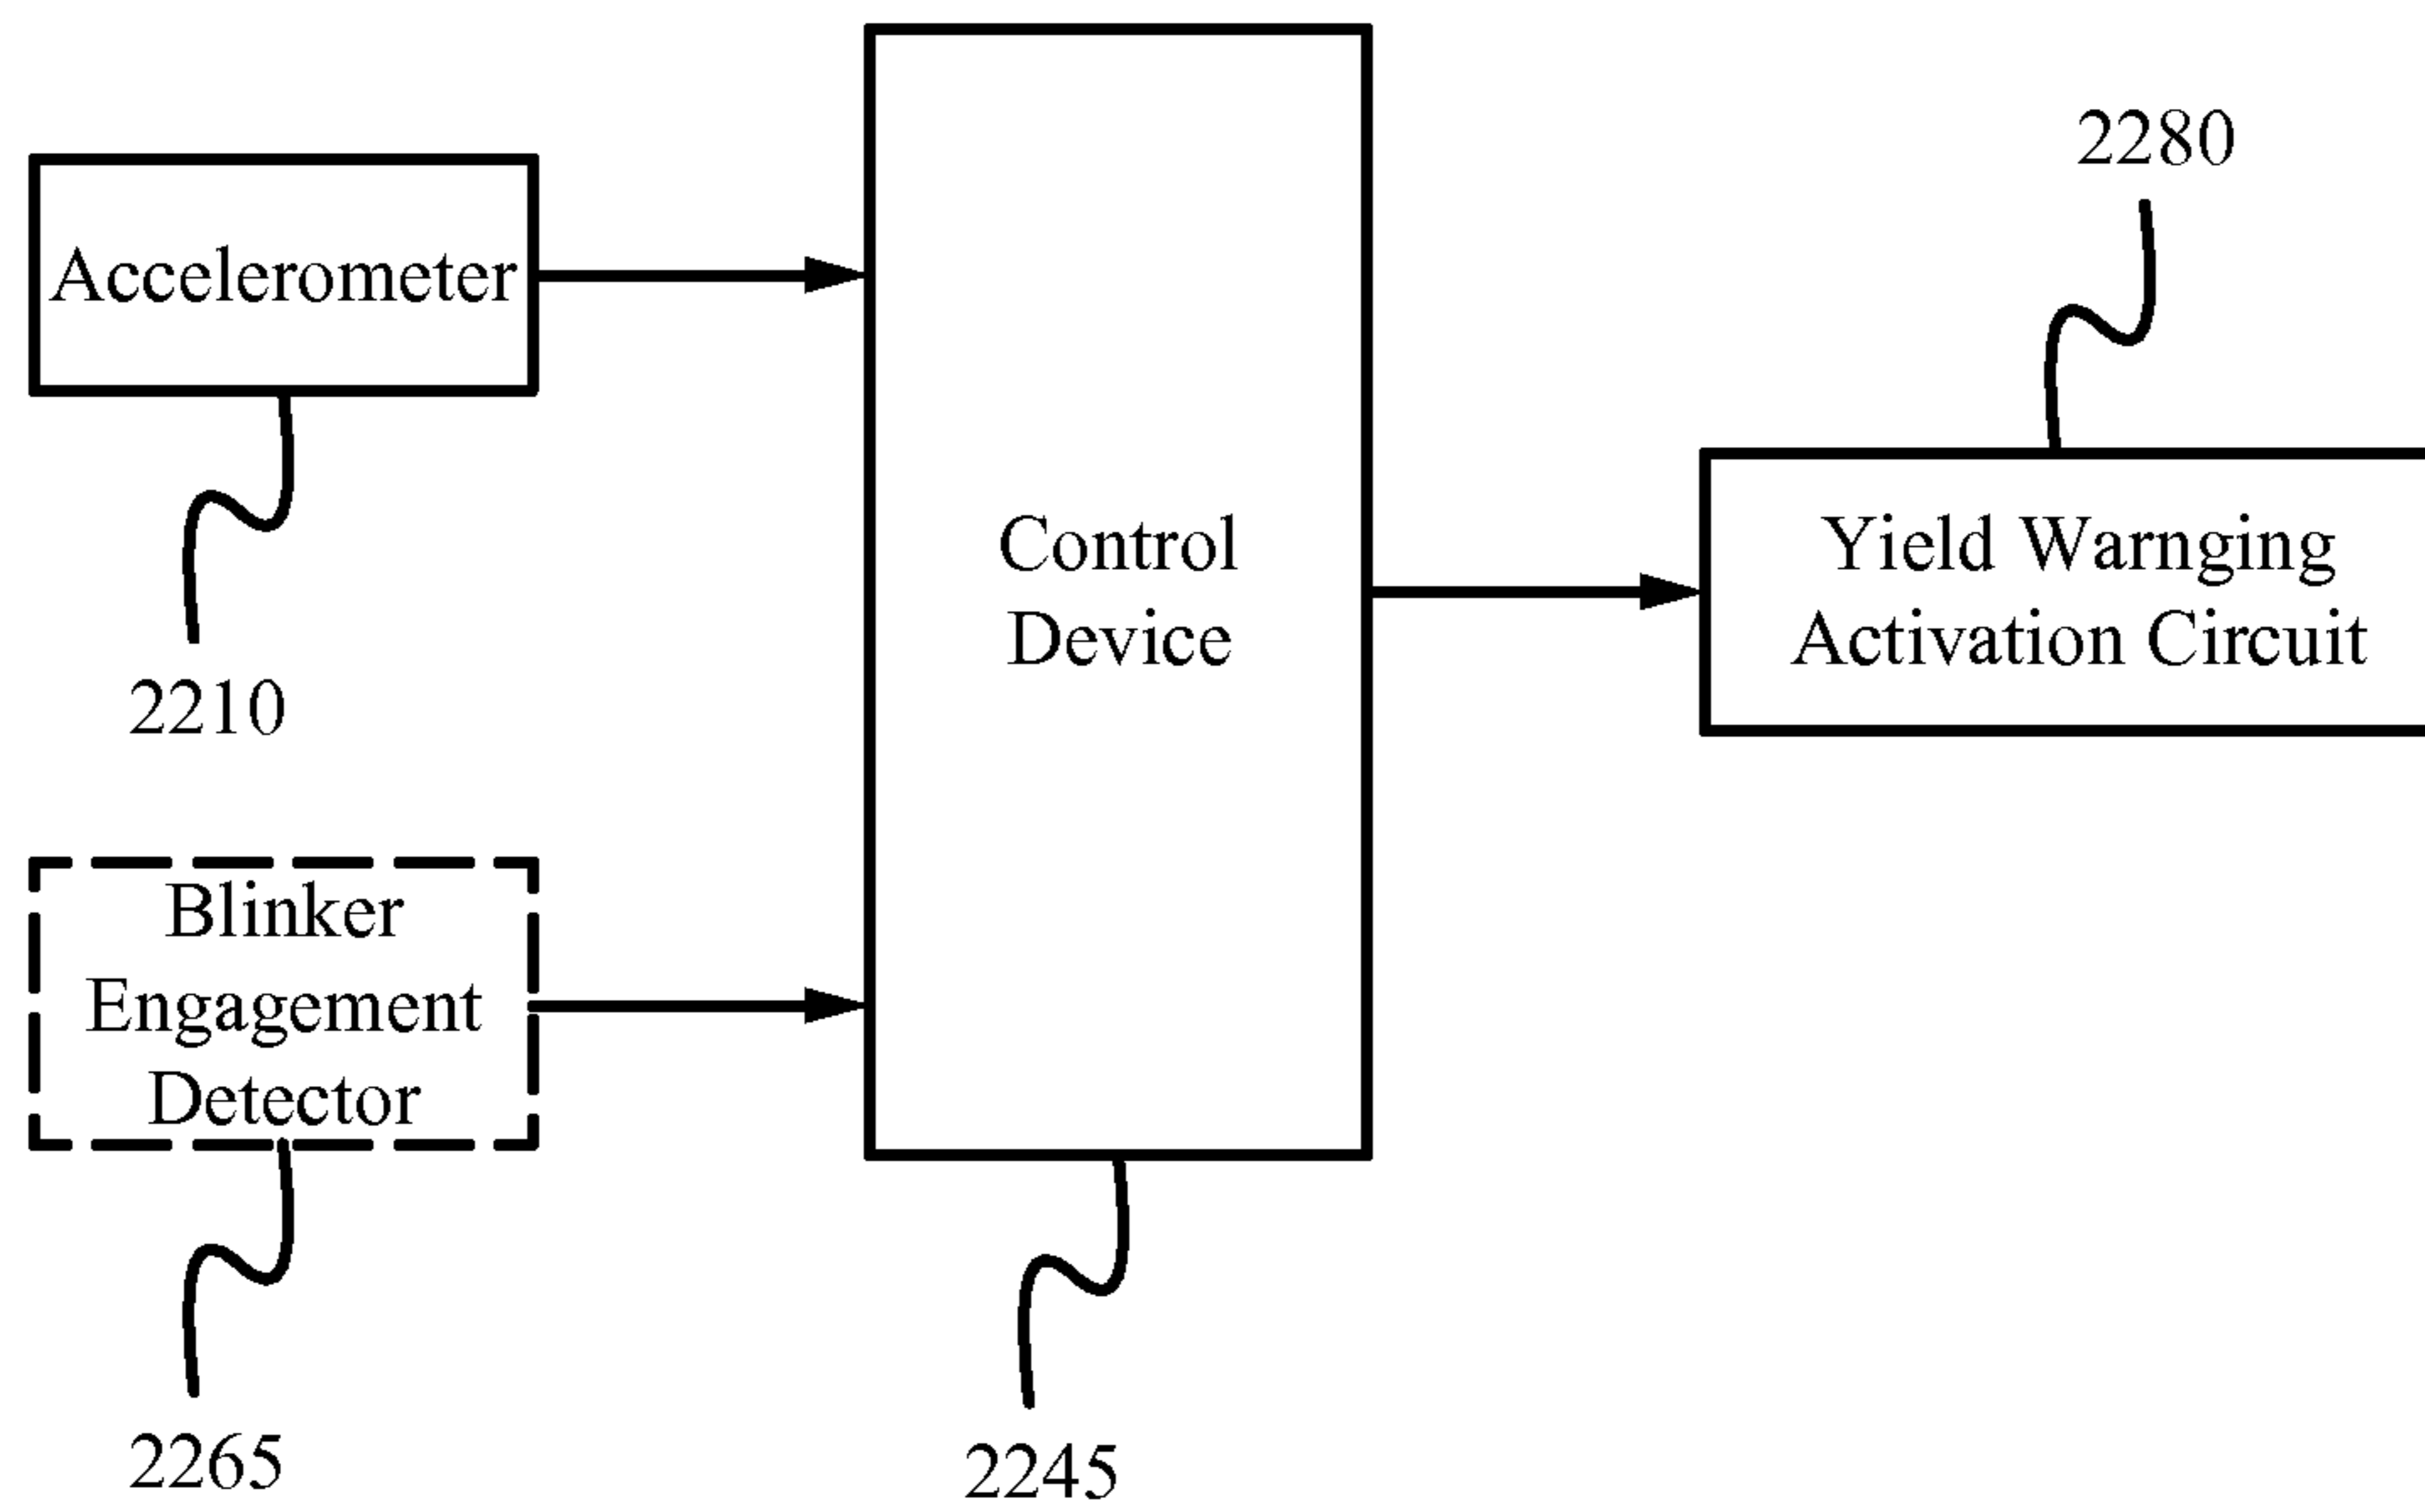 2280
Accelerometer
Control
Device
Yield Warnging
Activation Circuit
2210
Blinker
Engagement
Detector
2265
2245